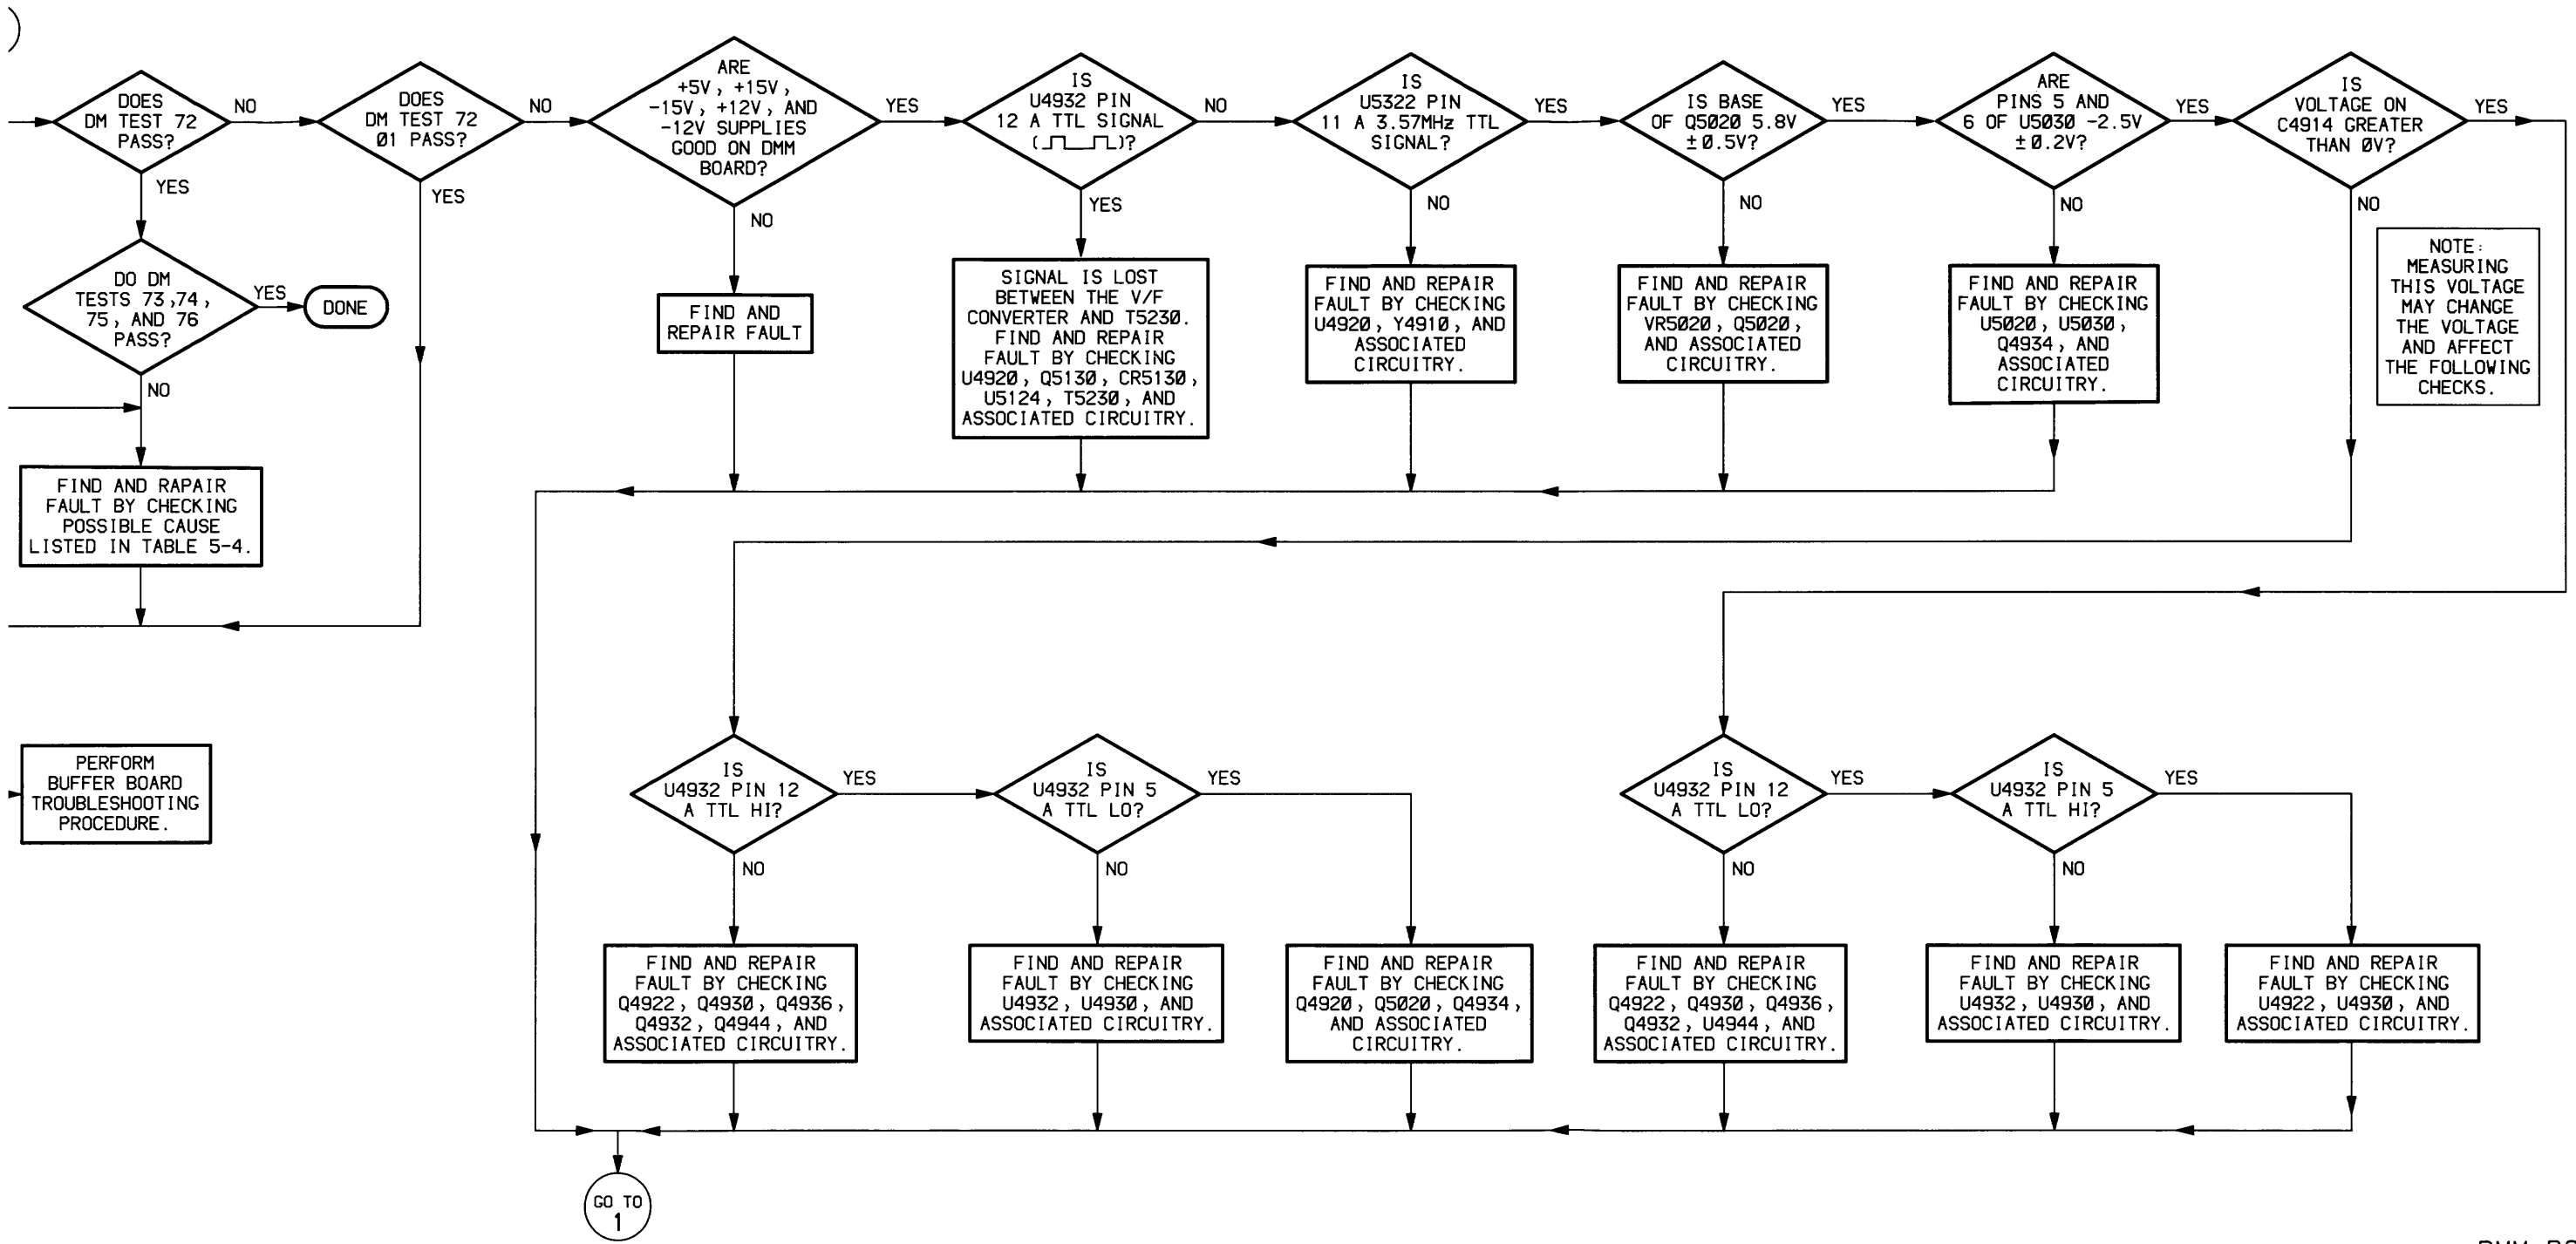 DOES
DM TEST 72
PASS?
NO
YES
DOES
DM TEST 72
01 PASS?
NO
YES
ARE
+5V, +15V,
-15V, +12V, AND
-12V SUPPLIES
GOOD ON DMM
BOARD?
YES
NO
IS
U4932 PIN
12 A TTL SIGNAL
( )?
NO
YES
IS
U5322 PIN
11 A 3.57MHz TTL
SIGNAL?
YES
NO
IS BASE
OF Q5020 5.8V
±0.5V?
YES
NO
ARE
PINS 5 AND
6 OF U5030 -2.5V
±0.2V?
YES
NO
IS
VOLTAGE ON
C4914 GREATER
THAN 0V?
YES
NO
DO DM
TESTS 73,74,
75, AND 76
PASS?
YES
NO
DONE
FIND AND
REPAIR FAULT
SIGNAL IS LOST
BETWEEN THE V/F
CONVERTER AND T5230.
FIND AND REPAIR
FAULT BY CHECKING
U4920, Q5130, CR5130,
U5124, T5230, AND
ASSOCIATED CIRCUITRY.
FIND AND REPAIR
FAULT BY CHECKING
U4920, Y4910, AND
ASSOCIATED
CIRCUITRY.
FIND AND REPAIR
FAULT BY CHECKING
VR5020, Q5020,
AND ASSOCIATED
CIRCUITRY.
FIND AND REPAIR
FAULT BY CHECKING
U5020, U5030,
Q4934, AND
ASSOCIATED
CIRCUITRY.
NOTE:
MEASURING
THIS VOLTAGE
MAY CHANGE
THE VOLTAGE
AND AFFECT
THE FOLLOWING
CHECKS.
FIND AND RAPAIR
FAULT BY CHECKING
POSSIBLE CAUSE
LISTED IN TABLE 5-4.
PERFORM
BUFFER BOARD
TROUBLESHOOTING
PROCEDURE.
IS
U4932 PIN 12
A TTL HI?
YES
NO
IS
U4932 PIN 5
A TTL LO?
YES
NO
IS
U4932 PIN 12
A TTL LO?
YES
NO
IS
U4932 PIN 5
A TTL HI?
YES
NO
FIND AND REPAIR
FAULT BY CHECKING
Q4922, Q4930, Q4936,
Q4932, Q4944, AND
ASSOCIATED CIRCUITRY.
FIND AND REPAIR
FAULT BY CHECKING
U4932, U4930, AND
ASSOCIATED CIRCUITRY.
FIND AND REPAIR
FAULT BY CHECKING
Q4920, Q5020, Q4934,
AND ASSOCIATED
CIRCUITRY.
FIND AND REPAIR
FAULT BY CHECKING
Q4922, Q4930, Q4936,
Q4932, U4944, AND
ASSOCIATED CIRCUITRY.
FIND AND REPAIR
FAULT BY CHECKING
U4932, U4930, AND
ASSOCIATED CIRCUITRY.
FIND AND REPAIR
FAULT BY CHECKING
U4922, U4930, AND
ASSOCIATED CIRCUITRY.
GO TO
1